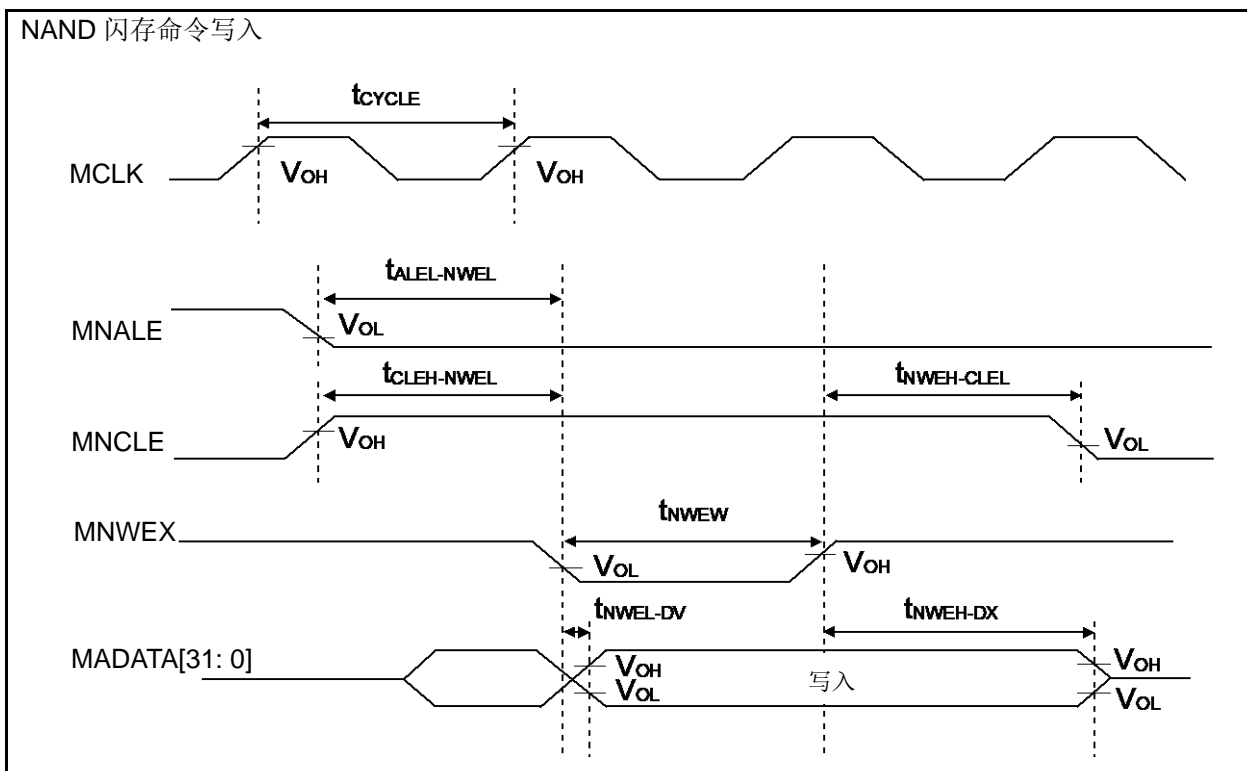 NAND 闪存命令写入
tCYCLE
MCLK
VOH
VOH
tALEL-NWEL
MNALE
VOL
tCLEH-NWEL
tNWEH-CLEL
MNCLE
VOH
VOL
tNWEW
MNWEX
VOL
VOH
tNWEL-DV
tNWEH-DX
MADATA[31: 0]
VOH
写入
VOH
VOL
VOL